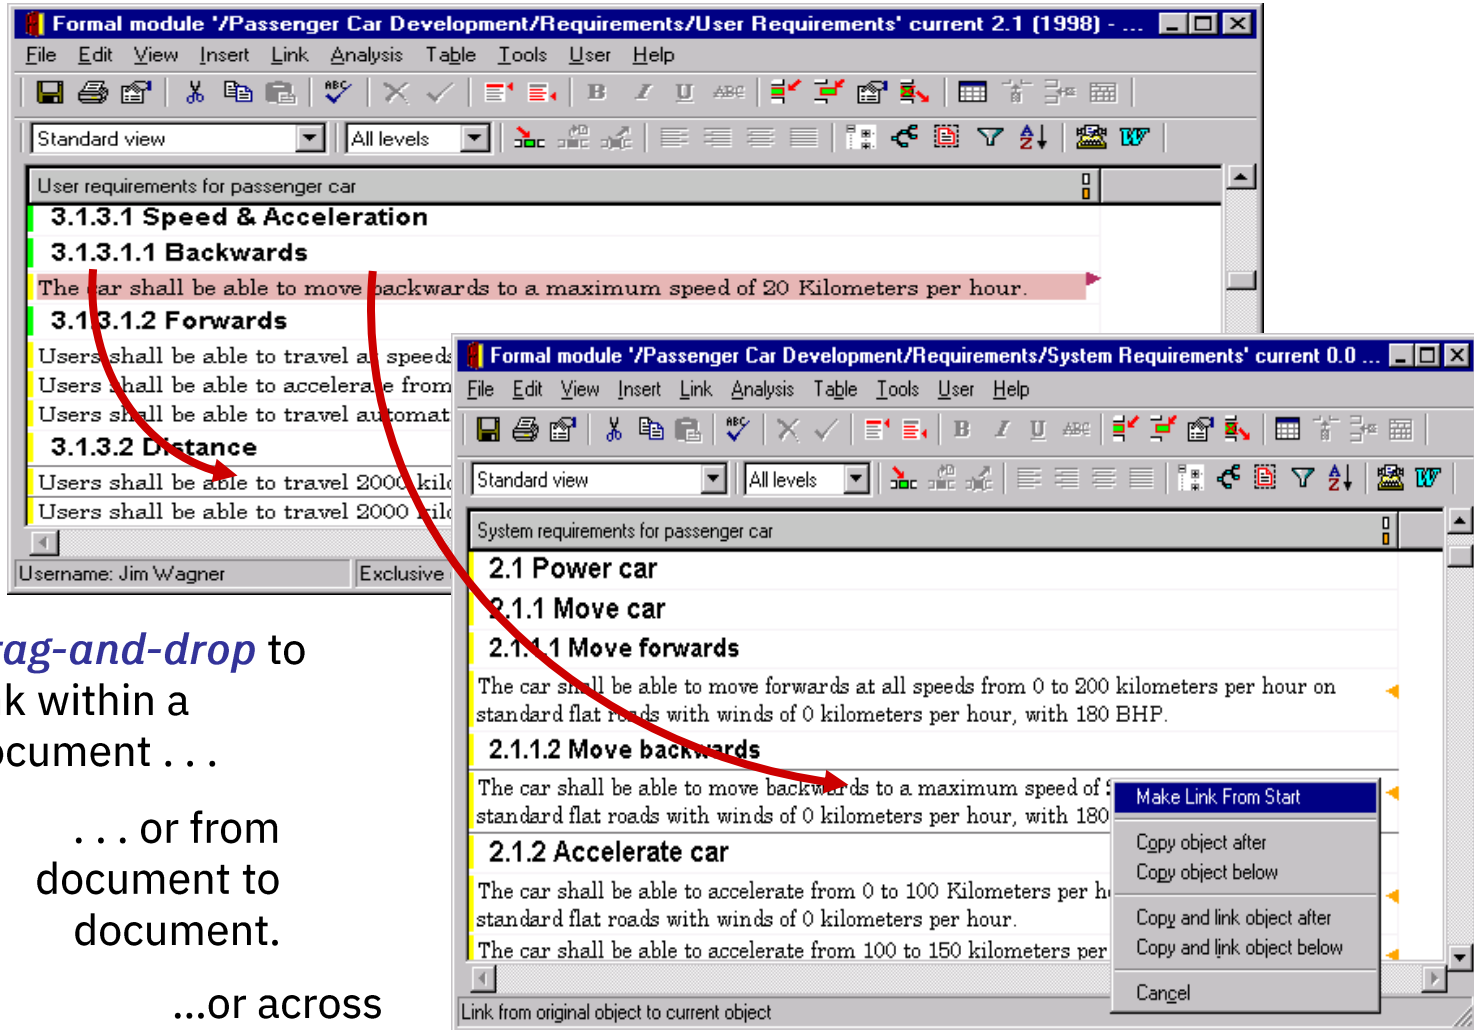 Formal module '/Passenger Car Development/Requirements/User Requirements' current 2.1 (1998) - ...
File Edit View Insert Link Analysis Table Tools User Help
ABC B I U ABC
Standard view All levels A Z W
User requirements for passenger car
3.1.3.1 Speed & Acceleration
3.1.3.1.1 Backwards
The car shall be able to move backwards to a maximum speed of 20 Kilometers per hour.
3.1.3.1.2 Forwards
Users shall be able to travel at speeds
Users shall be able to accelerate from
Users shall be able to travel automat
3.1.3.2 Distance
Users shall be able to travel 2000 kilo
Users shall be able to travel 2000 kilo
Username: Jim Wagner Exclusive
Formal module '/Passenger Car Development/Requirements/System Requirements' current 0.0 ...
File Edit View Insert Link Analysis Table Tools User Help
ABC B I U ABC
Standard view All levels A Z W
System requirements for passenger car
2.1 Power car
2.1.1 Move car
2.1.1.1 Move forwards
The car shall be able to move forwards at all speeds from 0 to 200 kilometers per hour on
standard flat roads with winds of 0 kilometers per hour, with 180 BHP.
2.1.1.2 Move backwards
The car shall be able to move backwards to a maximum speed of
standard flat roads with winds of 0 kilometers per hour, with 180
2.1.2 Accelerate car
The car shall be able to accelerate from 0 to 100 Kilometers per h
standard flat roads with winds of 0 kilometers per hour.
The car shall be able to accelerate from 100 to 150 kilometers per
Link from original object to current object
Make Link From Start
Copy object after
Copy object below
Copy and link object after
Copy and link object below
Cancel
rag-and-drop to
k within a
ocument . . .
. . . or from
document to
document.
...or across